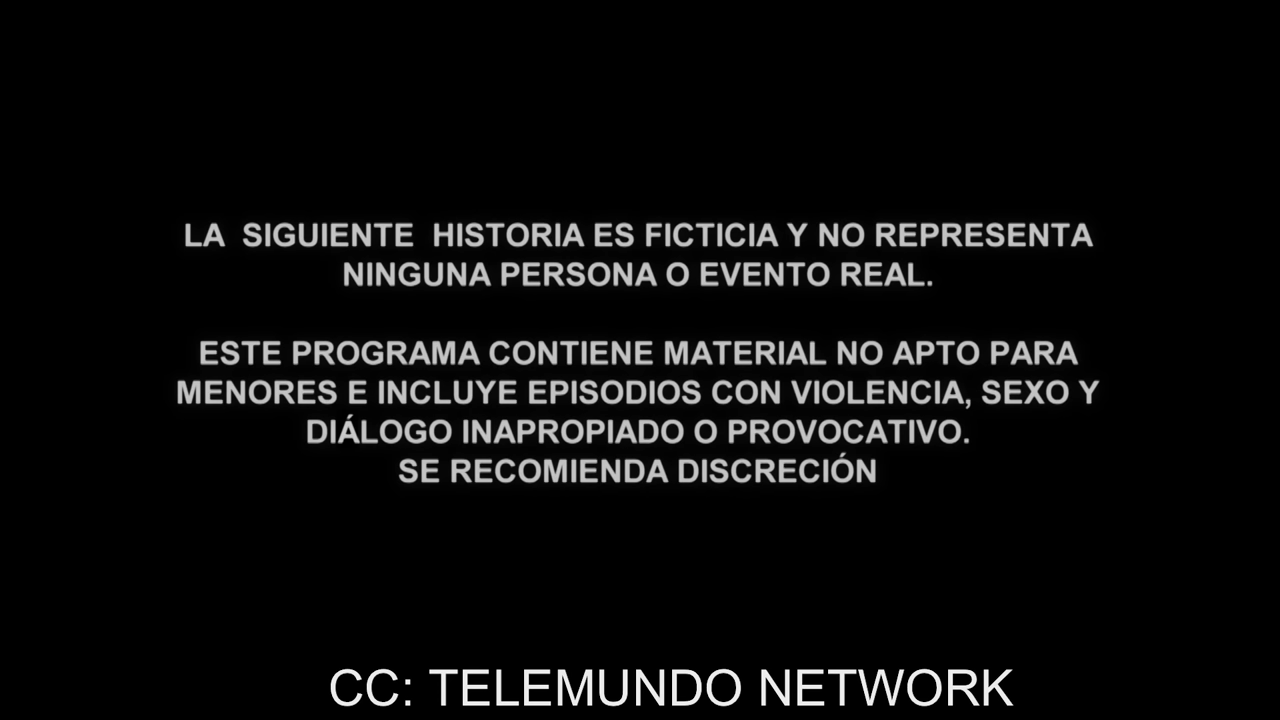 LA SIGUIENTE HISTORIA ES FICTICIA Y NO REPRESENTA
NINGUNA PERSONA O EVENTO REAL.
ESTE PROGRAMA CONTIENE MATERIAL NO APTO PARA
MENORES E INCLUYE EPISODIOS CON VIOLENCIA, SEXO Y
DIÁLOGO INAPROPIADO O PROVOCATIVO.
SE RECOMIENDA DISCRECIÓN
CC: TELEMUNDO NETWORK